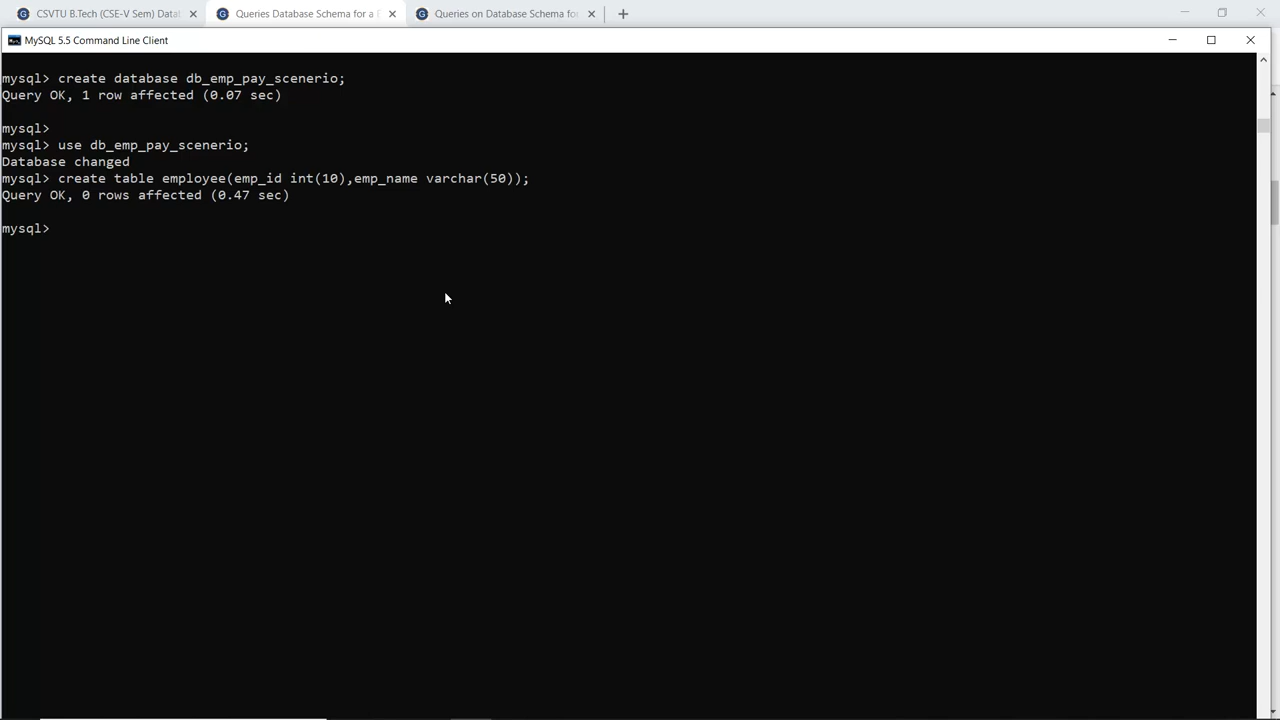 CSVTU B.Tech (CSE-V Sem) Datab
Queries Database Schema for a
Queries on Database Schema for
MySQL 5.5 Command Line Client
mysql> create database db_emp_pay_scenerio;
Query OK, 1 row affected (0.07 sec)
mysql>
mysql> use db_emp_pay_scenerio;
Database changed
mysql> create table employee(emp_id int(10),emp_name varchar(50));
Query OK, 0 rows affected (0.47 sec)
mysql>